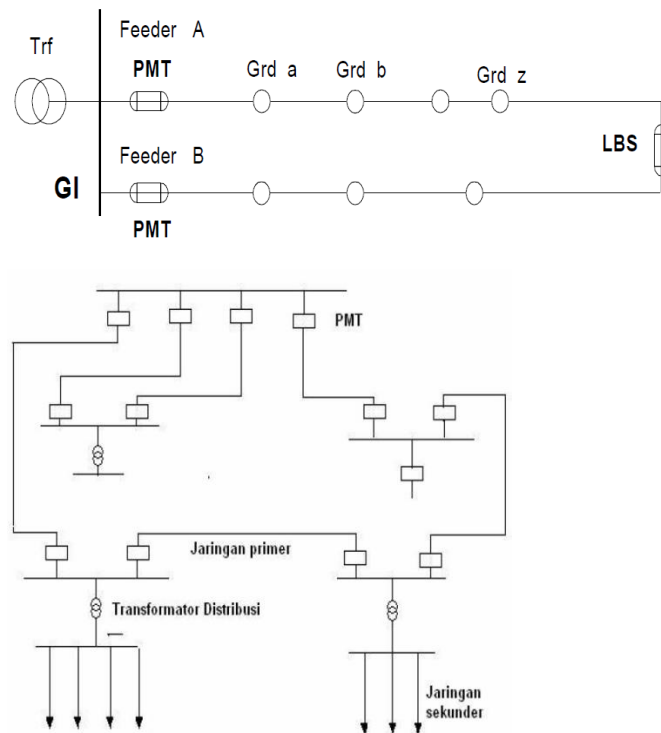 Feeder A
Trf
PMT
Grd a
Grd b
Grd z
LBS
Feeder B
GI
PMT
PMT
Jaringan primer
Transformator Distribusi
Jaringan
sekunder